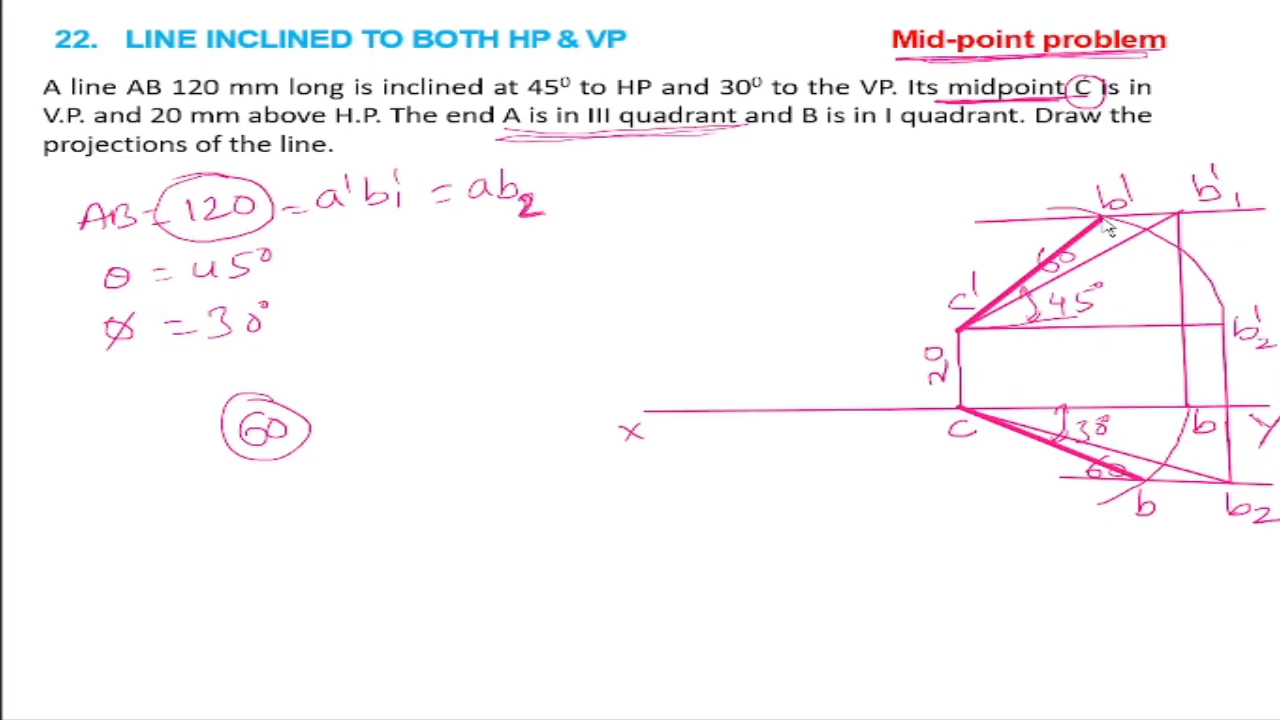 22. LINE INCLINED TO BOTH HP & VP
Mid-point problem
A line AB 120 mm long is inclined at 45⁰ to HP and 30⁰ to the VP. Its midpoint C is in
V.P. and 20 mm above H.P. The end A is in III quadrant and B is in I quadrant. Draw the
projections of the line.
AB = 120 = a'b'₁ = ab₂
θ = 45°
ø = 30°
60
b' b'₁
60
c' 45°
b'₂
20
x c b y
30°
60
b b₂